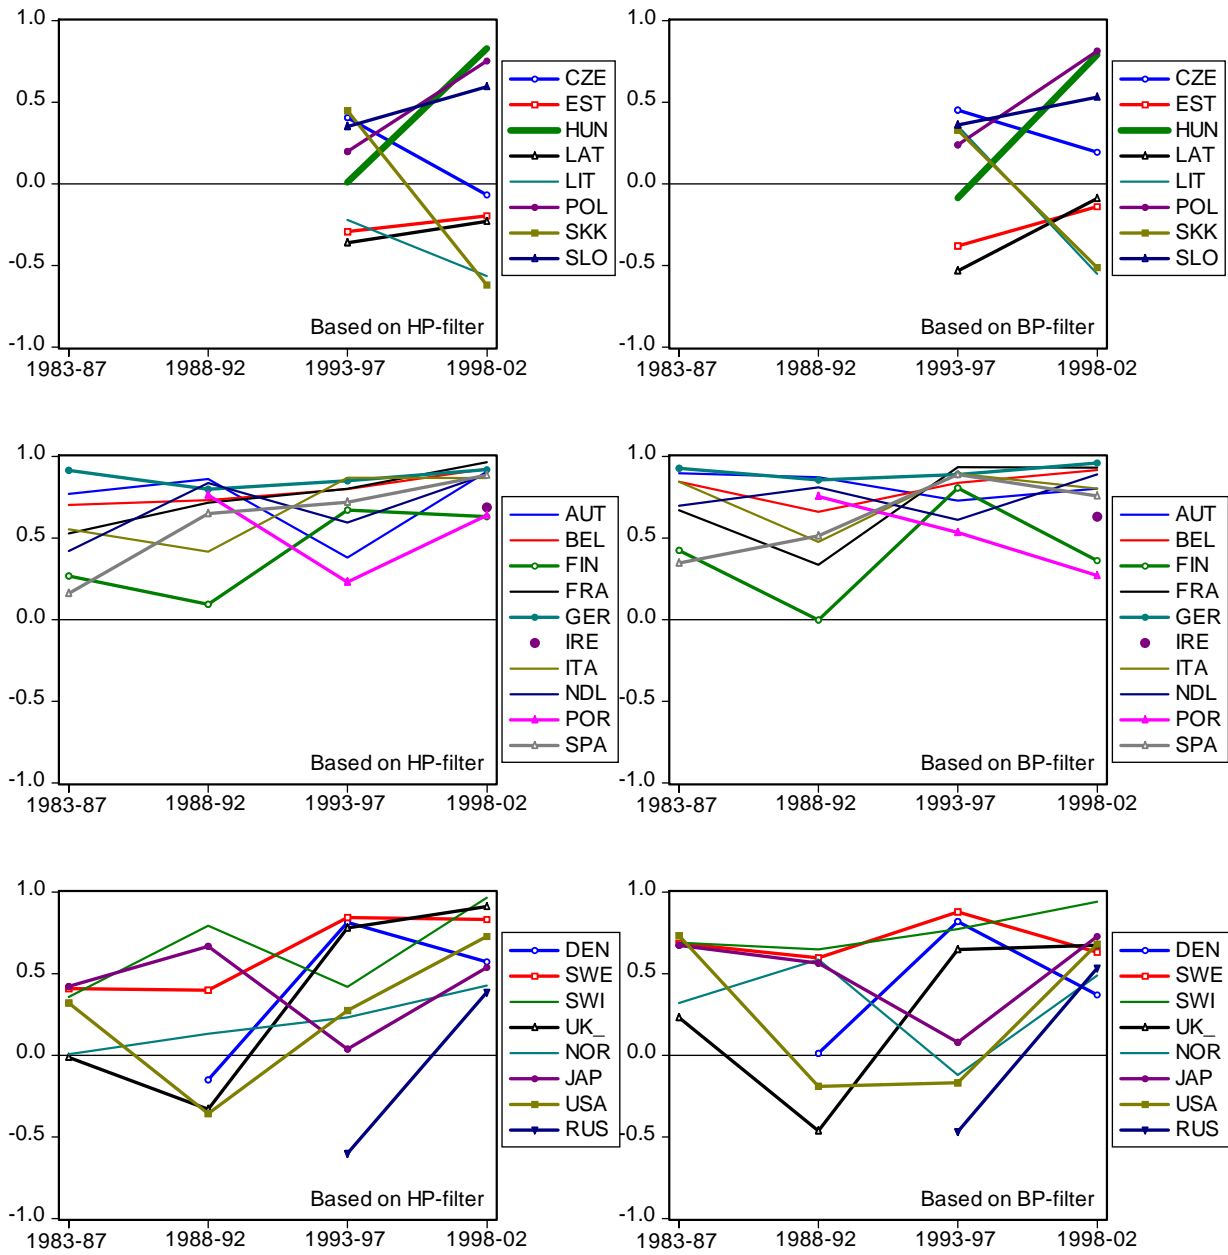 1.0
0.5
0.0
-0.5
-1.0
1983-87 1988-92 1993-97 1998-02
Based on HP-filter
CZE
EST
HUN
LAT
LIT
POL
SKK
SLO
1.0
0.5
0.0
-0.5
-1.0
1983-87 1988-92 1993-97 1998-02
Based on BP-filter
CZE
EST
HUN
LAT
LIT
POL
SKK
SLO
1.0
0.5
0.0
-0.5
-1.0
1983-87 1988-92 1993-97 1998-02
Based on HP-filter
AUT
BEL
FIN
FRA
GER
IRE
ITA
NDL
POR
SPA
1.0
0.5
0.0
-0.5
-1.0
1983-87 1988-92 1993-97 1998-02
Based on BP-filter
AUT
BEL
FIN
FRA
GER
IRE
ITA
NDL
POR
SPA
1.0
0.5
0.0
-0.5
-1.0
1983-87 1988-92 1993-97 1998-02
Based on HP-filter
DEN
SWE
SWI
UK_
NOR
JAP
USA
RUS
1.0
0.5
0.0
-0.5
-1.0
1983-87 1988-92 1993-97 1998-02
Based on BP-filter
DEN
SWE
SWI
UK_
NOR
JAP
USA
RUS